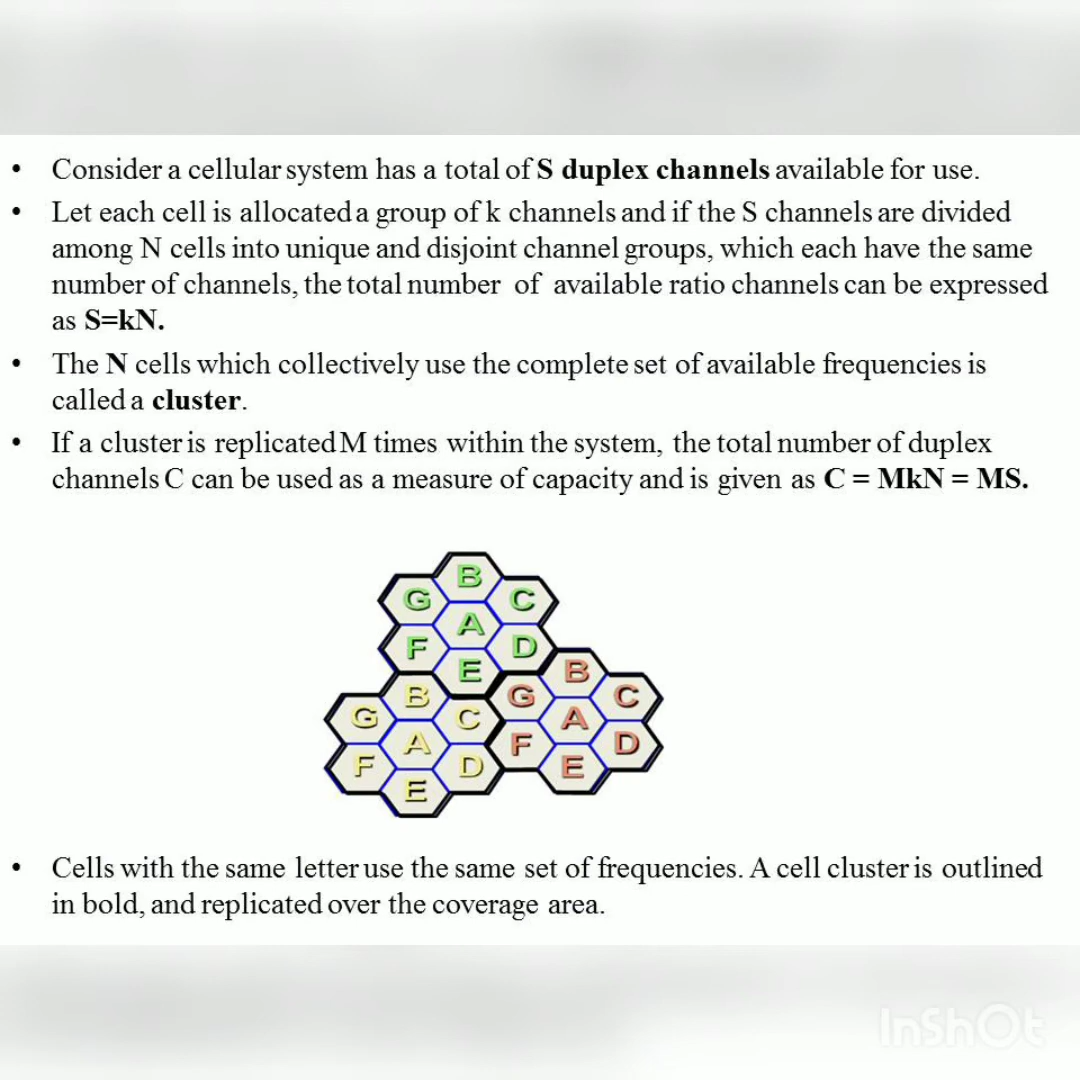 • Consider a cellular system has a total of S duplex channels available for use.
• Let each cell is allocated a group of k channels and if the S channels are divided
among N cells into unique and disjoint channel groups, which each have the same
number of channels, the total number of available ratio channels can be expressed
as S=kN.
• The N cells which collectively use the complete set of available frequencies is
called a cluster.
• If a cluster is replicated M times within the system, the total number of duplex
channels C can be used as a measure of capacity and is given as C = MkN = MS.
B
G C
A
F D
E B
B G C
G C A
A F D
F D E
E
• Cells with the same letter use the same set of frequencies. A cell cluster is outlined
in bold, and replicated over the coverage area.
InShOt